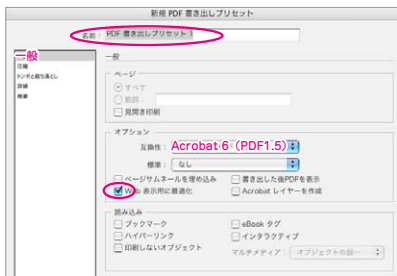 新規 PDF 書き出しプリセット
名前： PDF 書き出しプリセット 1
一般
圧縮
トンボと裁ち落とし
詳細
概要
一般
ページ
すべて
範囲：
見開き印刷
オプション
互換性： Acrobat 6（PDF1.5）
標準： なし
ページサムネールを埋め込み
書き出した後PDFを表示
Web 表示用に最適化
Acrobat レイヤーを作成
読み込み
ブックマーク
eBook タグ
ハイパーリンク
インタラクティブ
印刷しないオブジェクト
マルチメディア： オブジェクトの設…